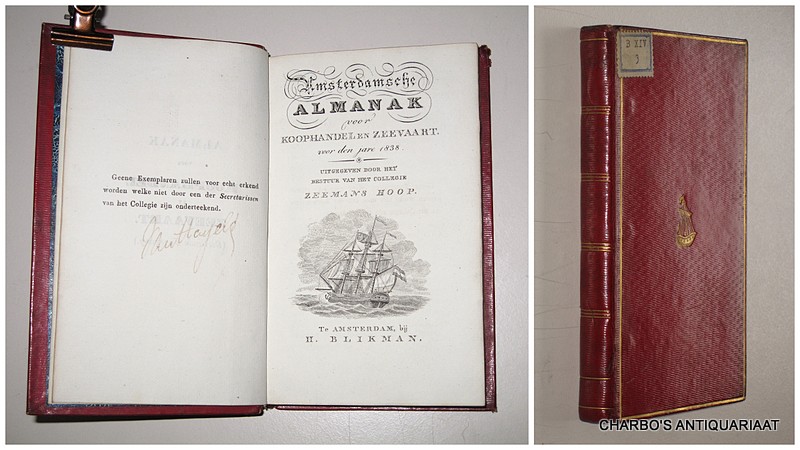 Geene Exemplaren zullen voor echt erkend
worden welke niet door een der Secretarissen
van het Collegie zijn onderteekend.
Amsterdamsche
ALMANAK
voor
KOOPHANDEL EN ZEEVAART.
voor den jare 1838.
UITGEGEVEN DOOR HET
BESTUUR VAN HET COLLEGIE
ZEEMANS HOOP.
Te AMSTERDAM, bij
H. BLIKMAN.
B XIV
3
CHARBO'S ANTIQUARIAAT